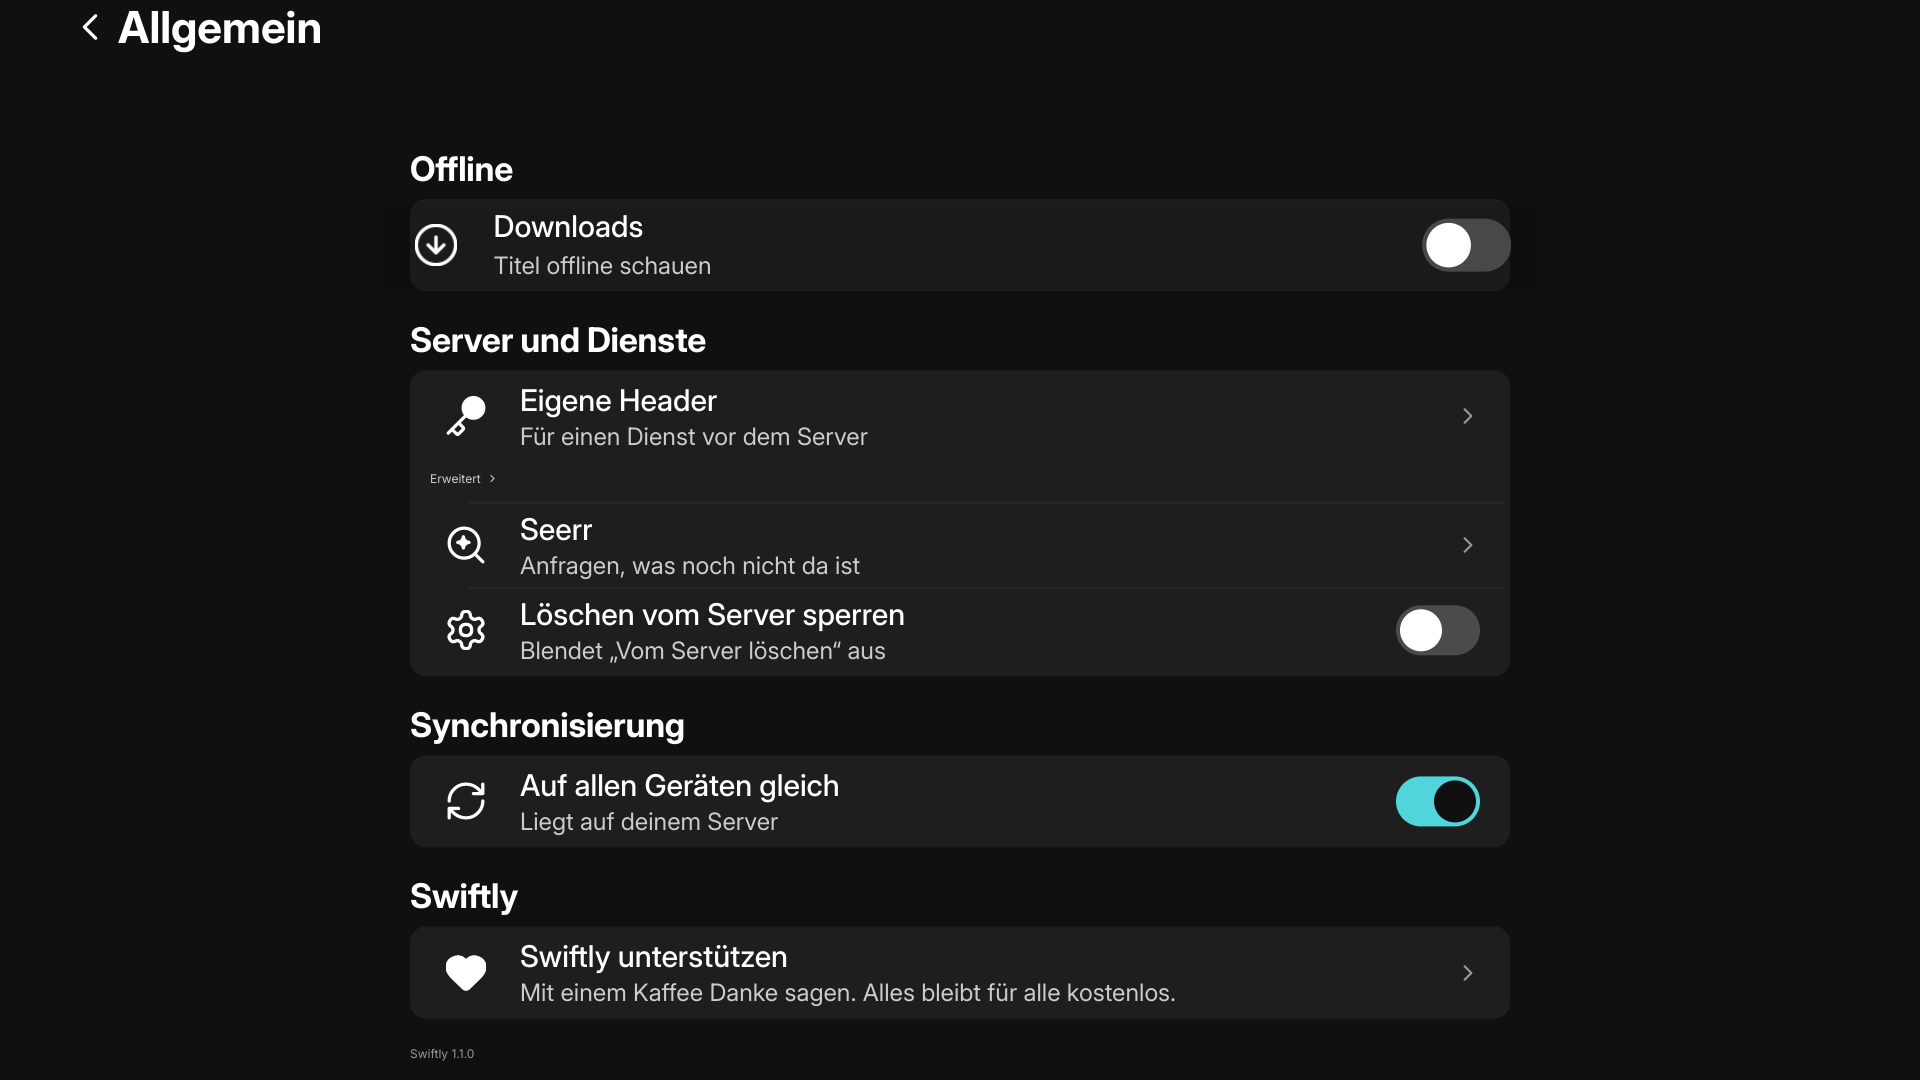 Allgemein
Offline
Downloads
Titel offline schauen
Server und Dienste
Eigene Header
Für einen Dienst vor dem Server
Erweitert
Seerr
Anfragen, was noch nicht da ist
Löschen vom Server sperren
Blendet „Vom Server löschen“ aus
Synchronisierung
Auf allen Geräten gleich
Liegt auf deinem Server
Swiftly
Swiftly unterstützen
Mit einem Kaffee Danke sagen. Alles bleibt für alle kostenlos.
Swiftly 1.1.0